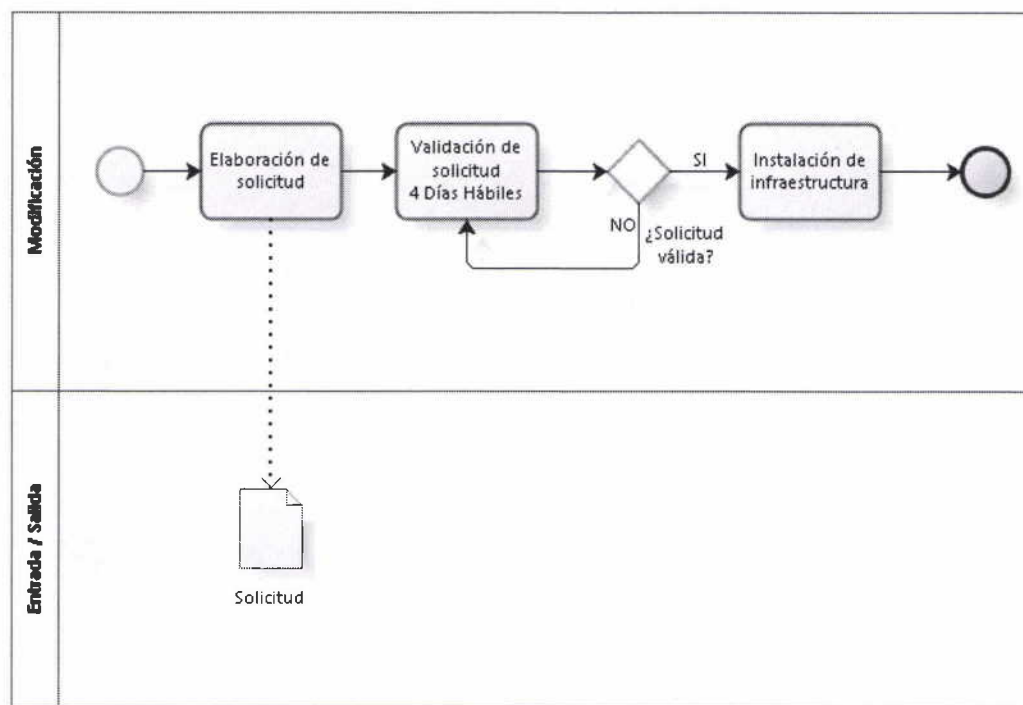 Modificación
Elaboración de
solicitud
Validación de
solicitud
4 Días Hábiles
SI
NO
¿Solicitud
válida?
Instalación de
infraestructura
Entrada / Salida
Solicitud